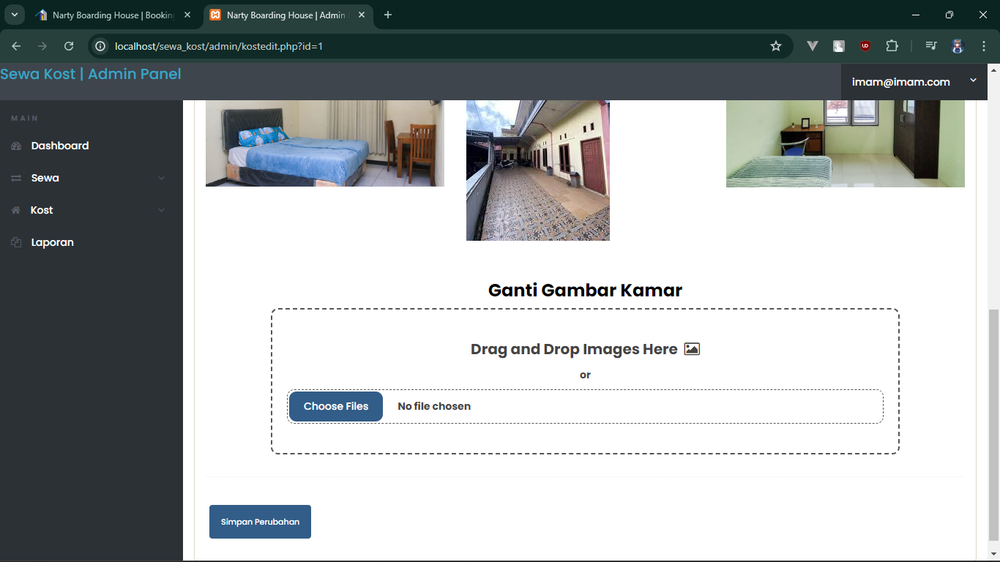 Narty Boarding House | Booking
Narty Boarding House | Admin
localhost/sewa_kost/admin/kostedit.php?id=1
Sewa Kost | Admin Panel
imam@imam.com
MAIN
Dashboard
Sewa
Kost
Laporan
Ganti Gambar Kamar
Drag and Drop Images Here
or
Choose Files
No file chosen
Simpan Perubahan